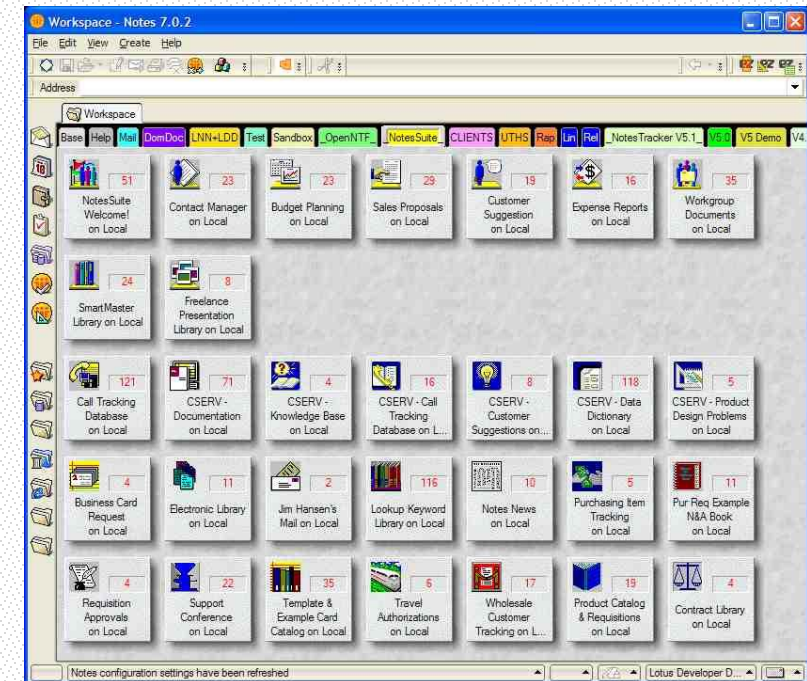 Workspace - Notes 7.0.2
File Edit View Create Help
Address
Workspace
Base Help Mail DomDoc LNN+LDD Test Sandbox _OpenNTF_ _NotesSuite_ CLIENTS UTHS Rap Lin Rel _NotesTracker V5.1_ V5.0 V5 Demo V4.
51 23 23 29 19 16 35
NotesSuite
Welcome!
on Local
Contact Manager
on Local
Budget Planning
on Local
Sales Proposals
on Local
Customer
Suggestion
on Local
Expense Reports
on Local
Workgroup
Documents
on Local
24 8
SmartMaster
Library on Local
Freelance
Presentation
Library on Local
121 71 4 16 8 118 5
Call Tracking
Database
on Local
CSERV -
Documentation
on Local
CSERV -
Knowledge Base
on Local
CSERV - Call
Tracking
Database on L...
CSERV -
Customer
Suggestions on...
CSERV - Data
Dictionary
on Local
CSERV - Product
Design Problems
on Local
4 11 2 116 10 5 11
Business Card
Request
on Local
Electronic Library
on Local
Jim Hansen's
Mail on Local
Lookup Keyword
Library on Local
Notes News
on Local
Purchasing Item
Tracking
on Local
Pur Req Example
N&A Book
on Local
4 22 35 6 17 19 4
Requisition
Approvals
on Local
Support
Conference
on Local
Template &
Example Card
Catalog on Local
Travel
Authorizations
on Local
Wholesale
Customer
Tracking on L...
Product Catalog
& Requisitions
on Local
Contract Library
on Local
Notes configuration settings have been refreshed
Lotus Developer D...